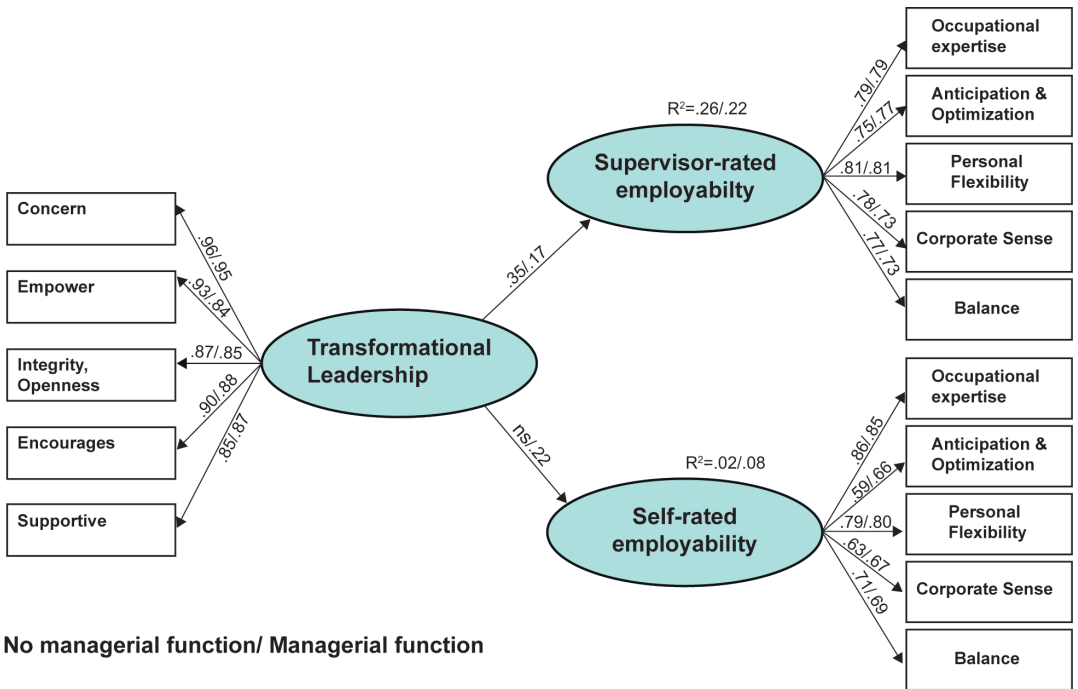 Concern
Empower
Integrity,
Openness
Encourages
Supportive
.96/.95
.93/.84
.87/.85
.90/.88
.85/.87
Transformational
Leadership
.35/.17
ns/.22
R²=.26/.22
Supervisor-rated
employabilty
.79/.79
.75/.77
.81/.81
.78/.73
.77/.73
Occupational
expertise
Anticipation &
Optimization
Personal
Flexibility
Corporate Sense
Balance
R²=.02/.08
Self-rated
employability
.86/.85
.59/.66
.79/.80
.63/.67
.71/.69
Occupational
expertise
Anticipation &
Optimization
Personal
Flexibility
Corporate Sense
Balance
No managerial function/ Managerial function